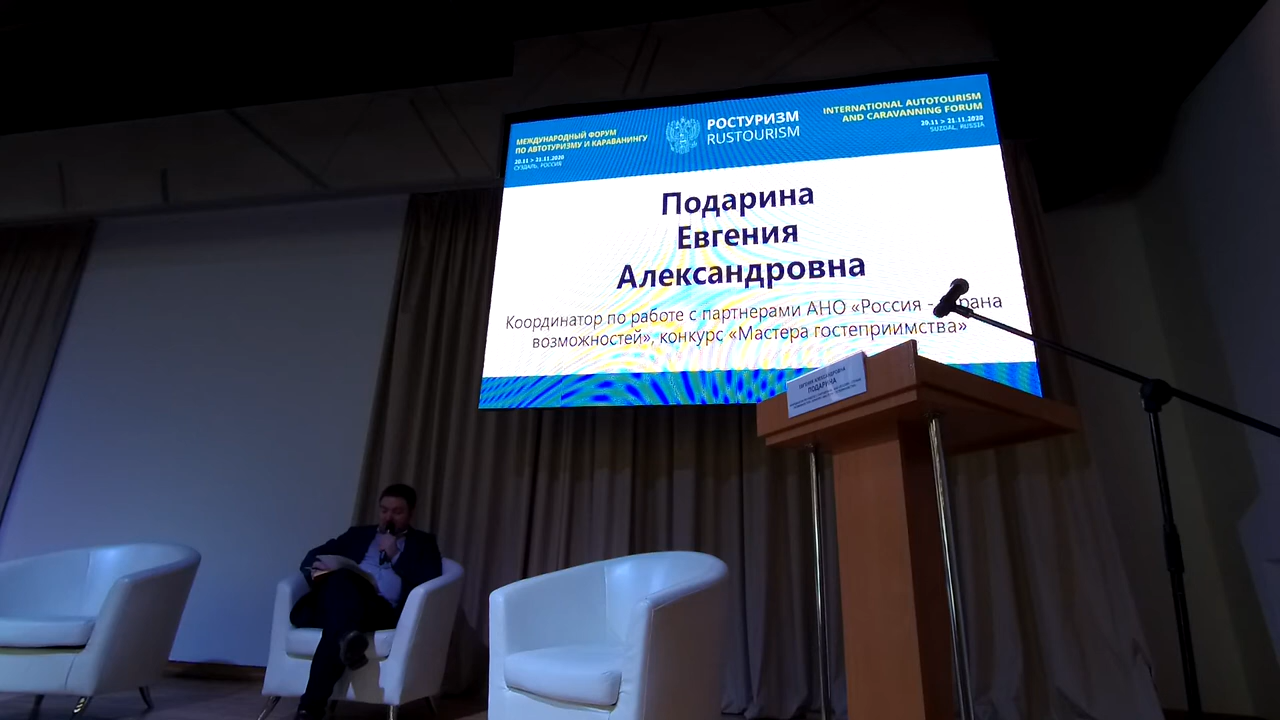 МЕЖДУНАРОДНЫЙ ФОРУМ
ПО АВТОТУРИЗМУ И КАРАВАНИНГУ
20.11 > 21.11.2020
СУЗДАЛЬ, РОССИЯ
РОСТУРИЗМ
RUSTOURISM
INTERNATIONAL AUTOTOURISM
AND CARAVANNING FORUM
20.11 > 21.11.2020
SUZDAL, RUSSIA
Подарина
Евгения
Александровна
Координатор по работе с партнерами АНО «Россия -
возможностей», конкурс «Мастера гостеприимства»
ЕВГЕНИЯ АЛЕКСАНДРОВНА
ПОДАРИНА